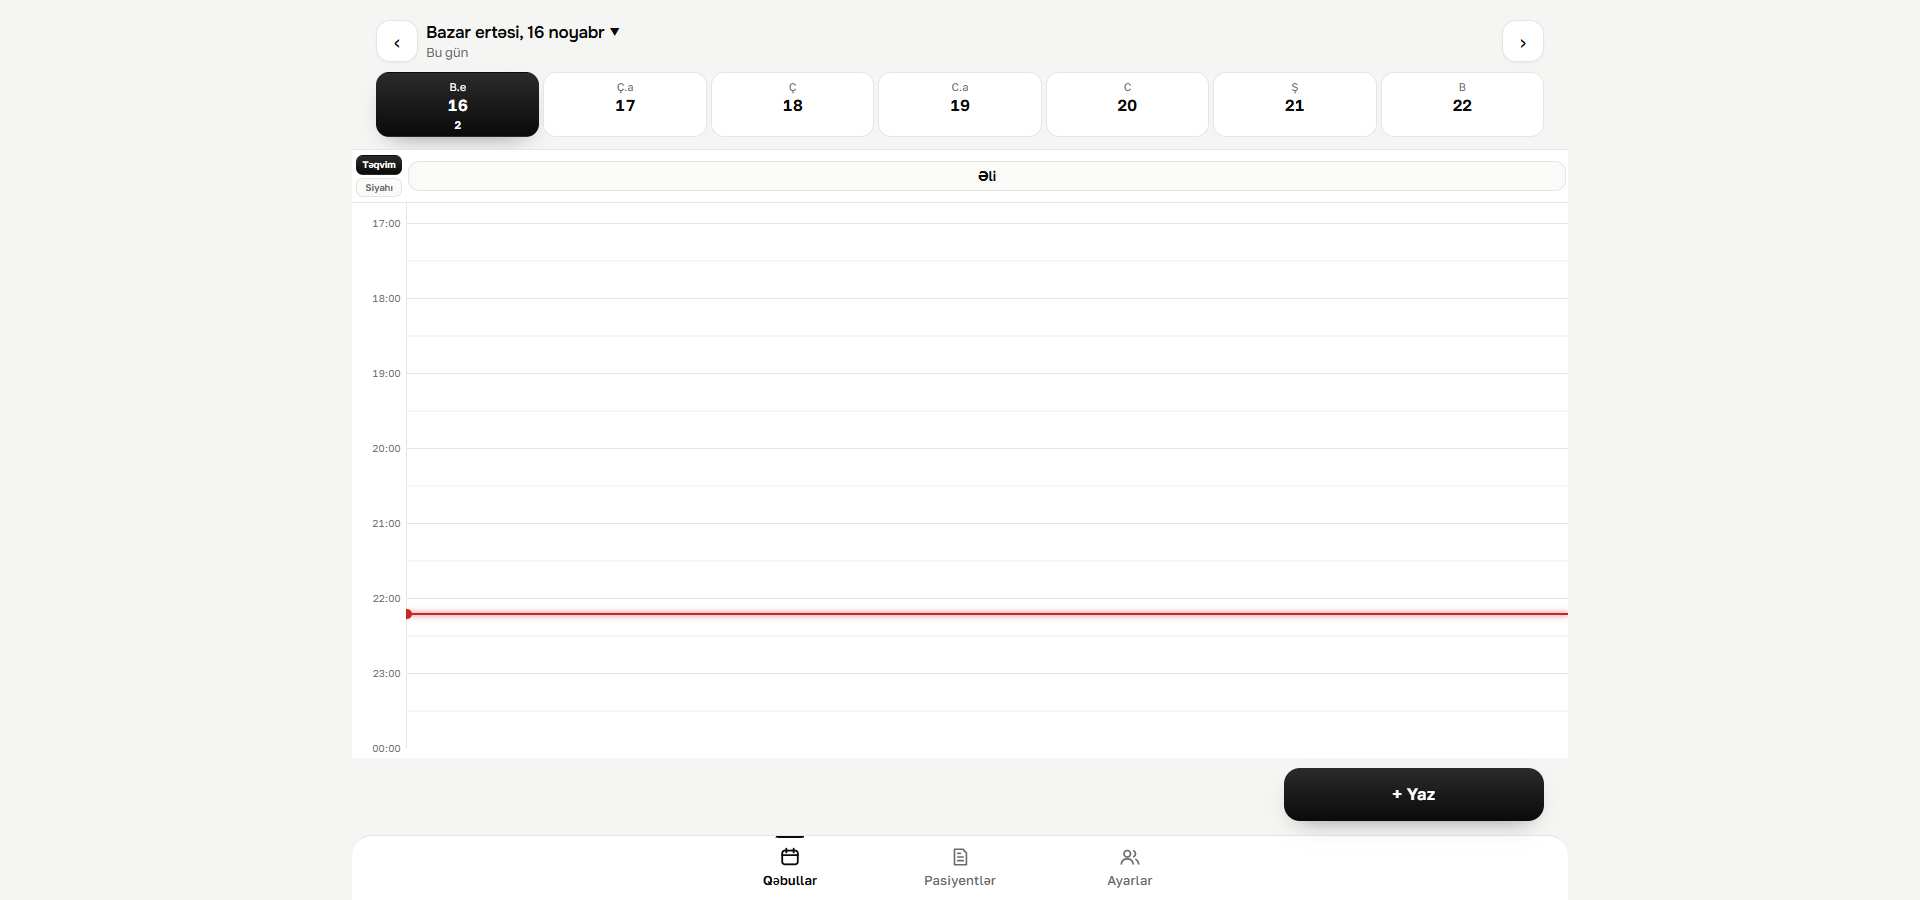 ‹
Bazar ertəsi, 16 noyabr ▼
Bu gün
›
B.e
16
2
Ç.a
17
Ç
18
C.a
19
C
20
Ş
21
B
22
Təqvim
Siyahı
Əli
17:00
18:00
19:00
20:00
21:00
22:00
23:00
00:00
+ Yaz
Qəbullar
Pasiyentlər
Ayarlar